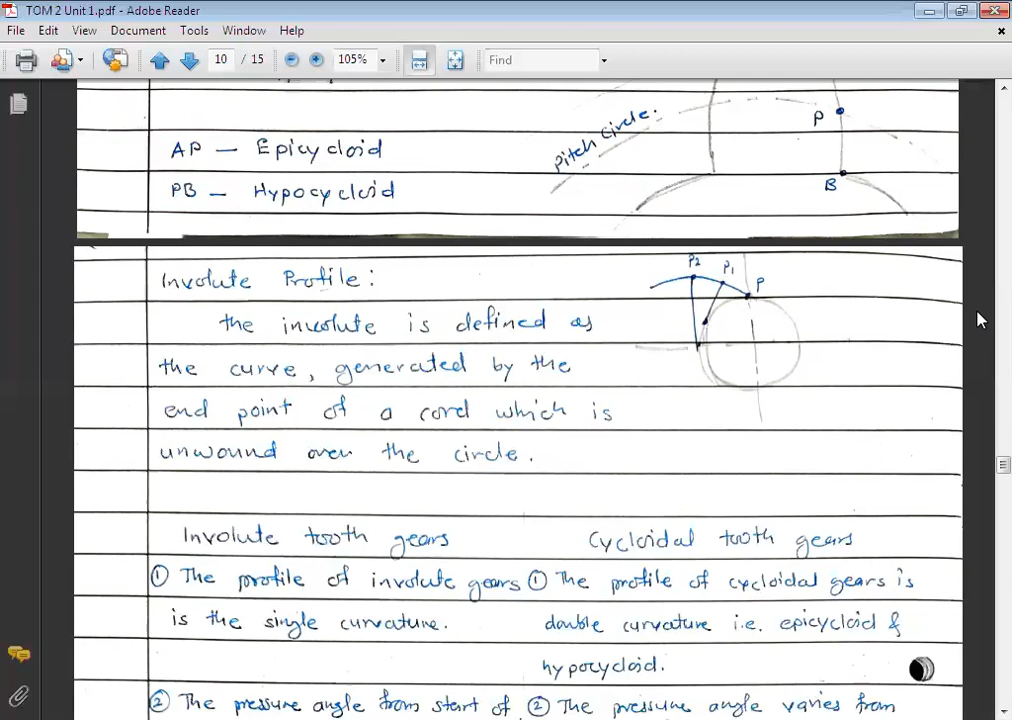 TOM 2 Unit 1.pdf - Adobe Reader
File Edit View Document Tools Window Help
10 / 15 105% Find
Pitch Circle.
P
AP — Epicycloid
B
PB — Hypocycloid
Involute Profile:
P2 P1 P
the involute is defined as
the curve, generated by the
end point of a cord which is
unwound over the circle.
Involute tooth gears Cycloidal tooth gears
① The profile of involute gears ① The profile of cycloidal gears is
is the single curvature. double curvature i.e. epicycloid &
hypocycloid.
② The pressure angle from start of ② The pressure angle varies from